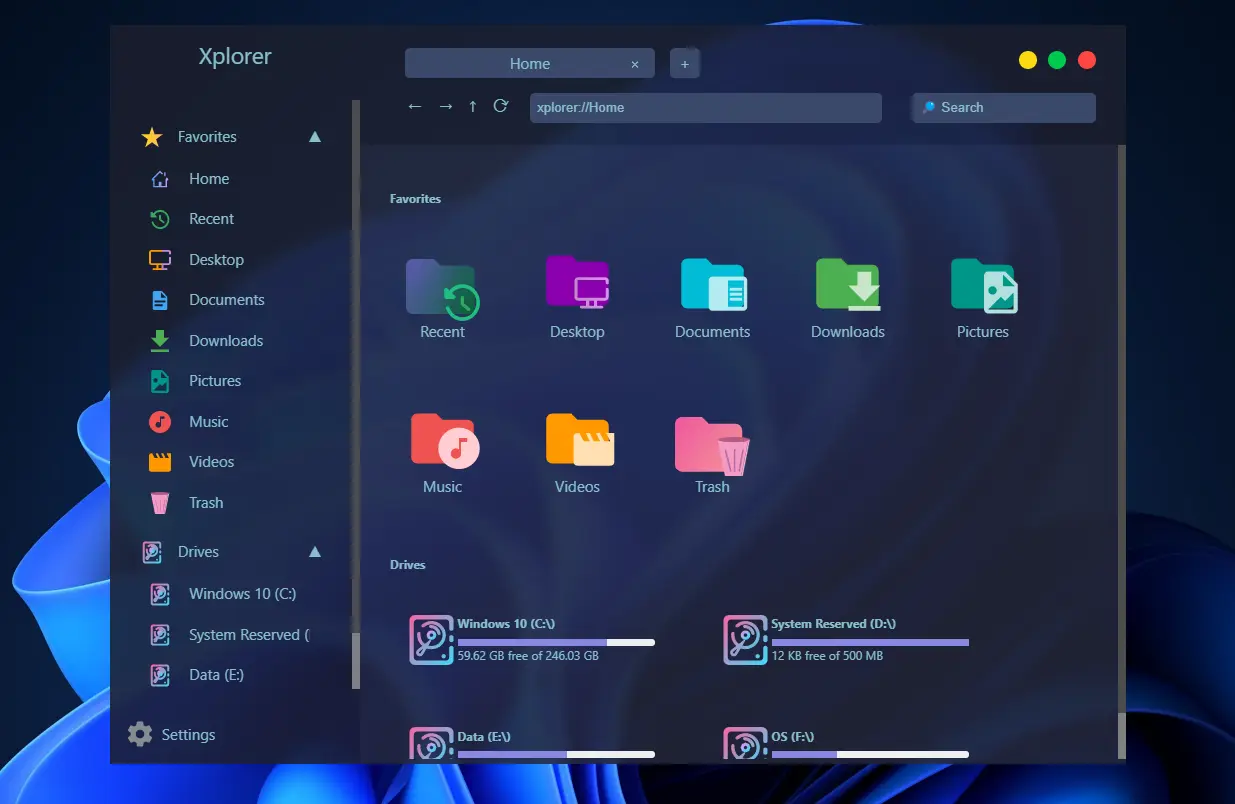 Xplorer
Home ×
+
xplorer://Home
Search
Favorites
Home
Recent
Desktop
Documents
Downloads
Pictures
Music
Videos
Trash
Drives
Windows 10 (C:)
System Reserved (
Data (E:)
Settings
Favorites
Recent
Desktop
Documents
Downloads
Pictures
Music
Videos
Trash
Drives
Windows 10 (C:\)
59.62 GB free of 246.03 GB
System Reserved (D:\)
12 KB free of 500 MB
Data (E:\)
OS (F:\)